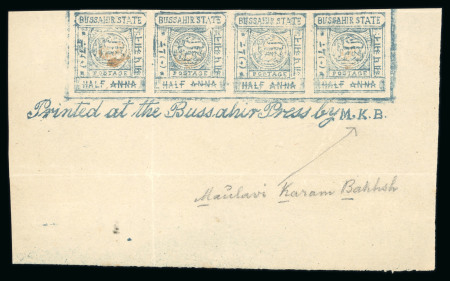 BUSSAHIR STATE BUSSAHIR STATE BUSSAHIR STATE BUSSAHIR STATE
POSTAGE POSTAGE POSTAGE POSTAGE
HALF ANNA HALF ANNA HALF ANNA HALF ANNA
Printed at the Bussahir Press by M.K.B.
Maulavi Karam Bakhsh